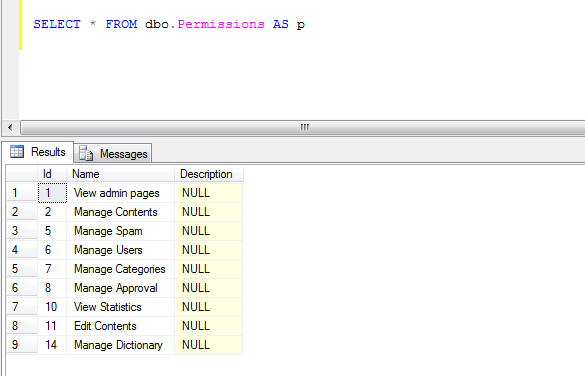 SELECT * FROM dbo.Permissions AS p
Results Messages
Id Name Description
1 1 View admin pages NULL
2 2 Manage Contents NULL
3 5 Manage Spam NULL
4 6 Manage Users NULL
5 7 Manage Categories NULL
6 8 Manage Approval NULL
7 10 View Statistics NULL
8 11 Edit Contents NULL
9 14 Manage Dictionary NULL